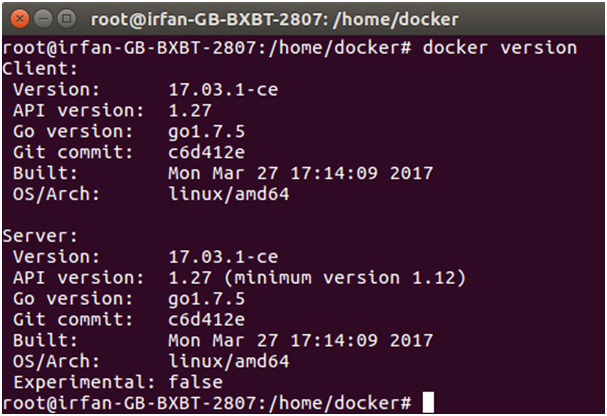 root@irfan-GB-BXBT-2807: /home/docker
root@irfan-GB-BXBT-2807:/home/docker# docker version
Client:
 Version:      17.03.1-ce
 API version:  1.27
 Go version:   go1.7.5
 Git commit:   c6d412e
 Built:        Mon Mar 27 17:14:09 2017
 OS/Arch:      linux/amd64

Server:
 Version:      17.03.1-ce
 API version:  1.27 (minimum version 1.12)
 Go version:   go1.7.5
 Git commit:   c6d412e
 Built:        Mon Mar 27 17:14:09 2017
 OS/Arch:      linux/amd64
 Experimental: false
root@irfan-GB-BXBT-2807:/home/docker#